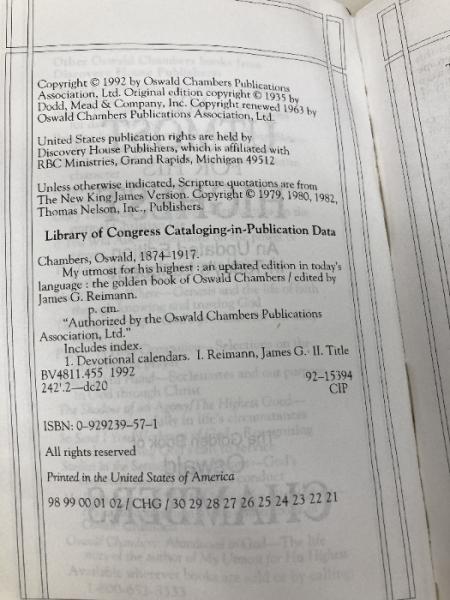 Copyright © 1992 by Oswald Chambers Publications
Association, Ltd. Original edition copyright © 1935 by
Dodd, Mead & Company, Inc. Copyright renewed 1963 by
Oswald Chambers Publications Association, Ltd.
United States publication rights are held by
Discovery House Publishers, which is affiliated with
RBC Ministries, Grand Rapids, Michigan 49512
Unless otherwise indicated, Scripture quotations are from
The New King James Version. Copyright © 1979, 1980, 1982,
Thomas Nelson, Inc., Publishers.
Library of Congress Cataloging-in-Publication Data
Chambers, Oswald, 1874–1917.
My utmost for his highest : an updated edition in today's
language : the golden book of Oswald Chambers / edited by
James G. Reimann.
p. cm.
"Authorized by the Oswald Chambers Publications
Association, Ltd."
Includes index.
1. Devotional calendars. I. Reimann, James G. II. Title
BV4811.455 1992
242'.2—dc20 92-15394
CIP
ISBN: 0-929239-57-1
All rights reserved
Printed in the United States of America
98 99 00 01 02 / CHG / 30 29 28 27 26 25 24 23 22 21